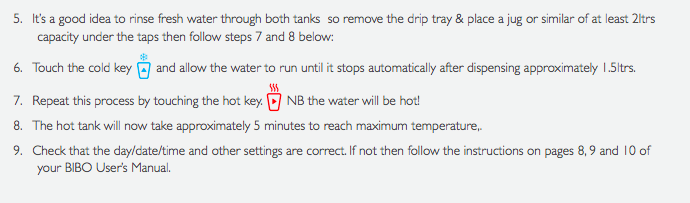 5. It's a good idea to rinse fresh water through both tanks so remove the drip tray & place a jug or similar of at least 2ltrs
capacity under the taps then follow steps 7 and 8 below:
6. Touch the cold key and allow the water to run until it stops automatically after dispensing approximately 1.5ltrs.
7. Repeat this process by touching the hot key. NB the water will be hot!
8. The hot tank will now take approximately 5 minutes to reach maximum temperature,.
9. Check that the day/date/time and other settings are correct. If not then follow the instructions on pages 8, 9 and 10 of
your BIBO User's Manual.